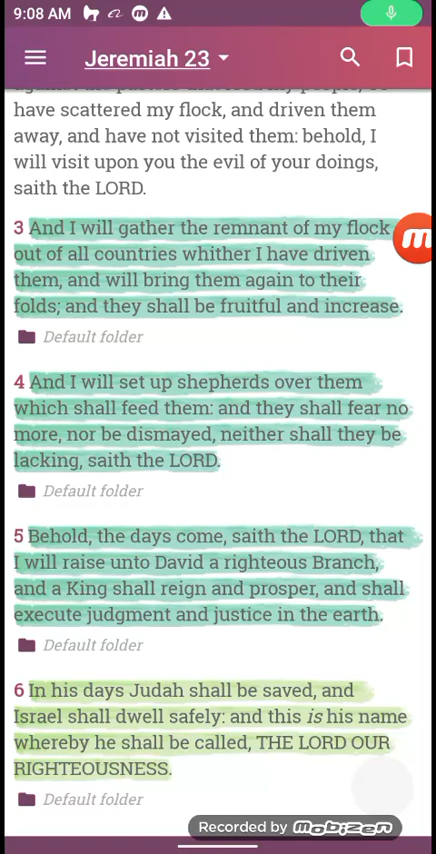 9:08 AM
Jeremiah 23
have scattered my flock, and driven them
away, and have not visited them: behold, I
will visit upon you the evil of your doings,
saith the LORD.
3 And I will gather the remnant of my flock
out of all countries whither I have driven
them, and will bring them again to their
folds; and they shall be fruitful and increase.
Default folder
4 And I will set up shepherds over them
which shall feed them: and they shall fear no
more, nor be dismayed, neither shall they be
lacking, saith the LORD.
Default folder
5 Behold, the days come, saith the LORD, that
I will raise unto David a righteous Branch,
and a King shall reign and prosper, and shall
execute judgment and justice in the earth.
Default folder
6 In his days Judah shall be saved, and
Israel shall dwell safely: and this is his name
whereby he shall be called, THE LORD OUR
RIGHTEOUSNESS.
Default folder
Recorded by mobizen